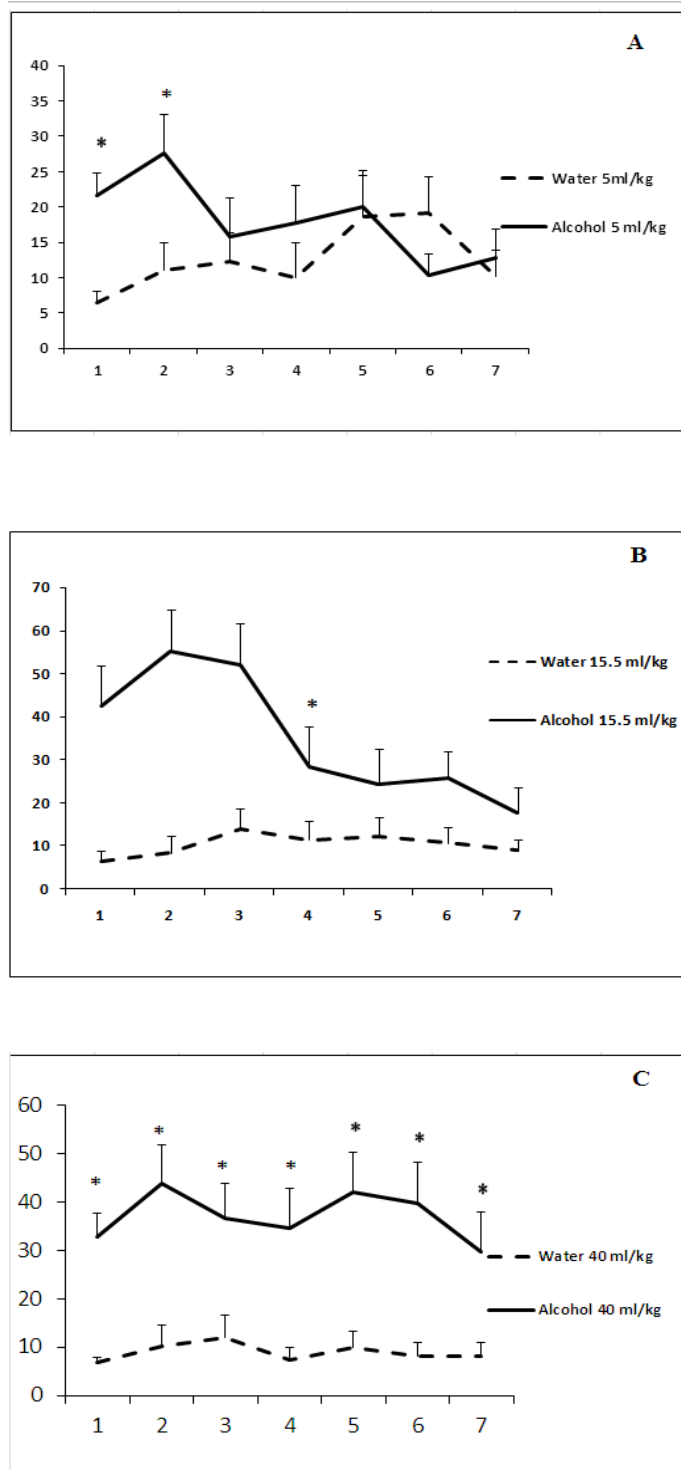 A
40
35
30
25
20
15
10
5
0
* *
1 2 3 4 5 6 7
Water 5ml/kg
Alcohol 5 ml/kg
B
70
60
50
40
30
20
10
0
*
1 2 3 4 5 6 7
Water 15.5 ml/kg
Alcohol 15.5 ml/kg
C
60
50
40
30
20
10
0
* * * * * * *
1 2 3 4 5 6 7
Water 40 ml/kg
Alcohol 40 ml/kg